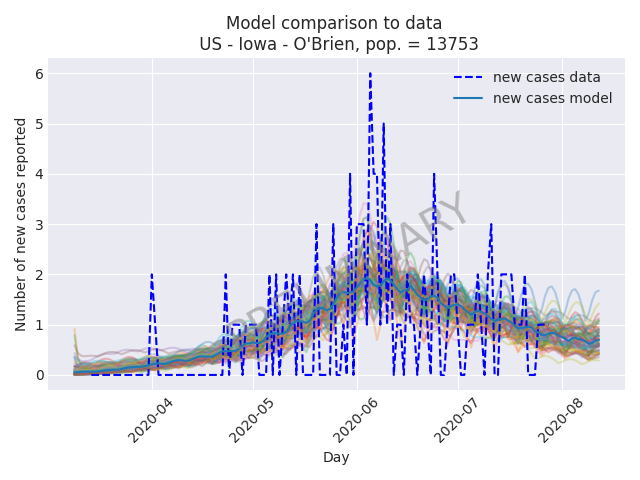 Model comparison to data
US - Iowa - O'Brien, pop. = 13753
Number of new cases reported
6
5
4
3
2
1
0
new cases data
new cases model
PRELIMINARY
2020-04
2020-05
2020-06
2020-07
2020-08
Day